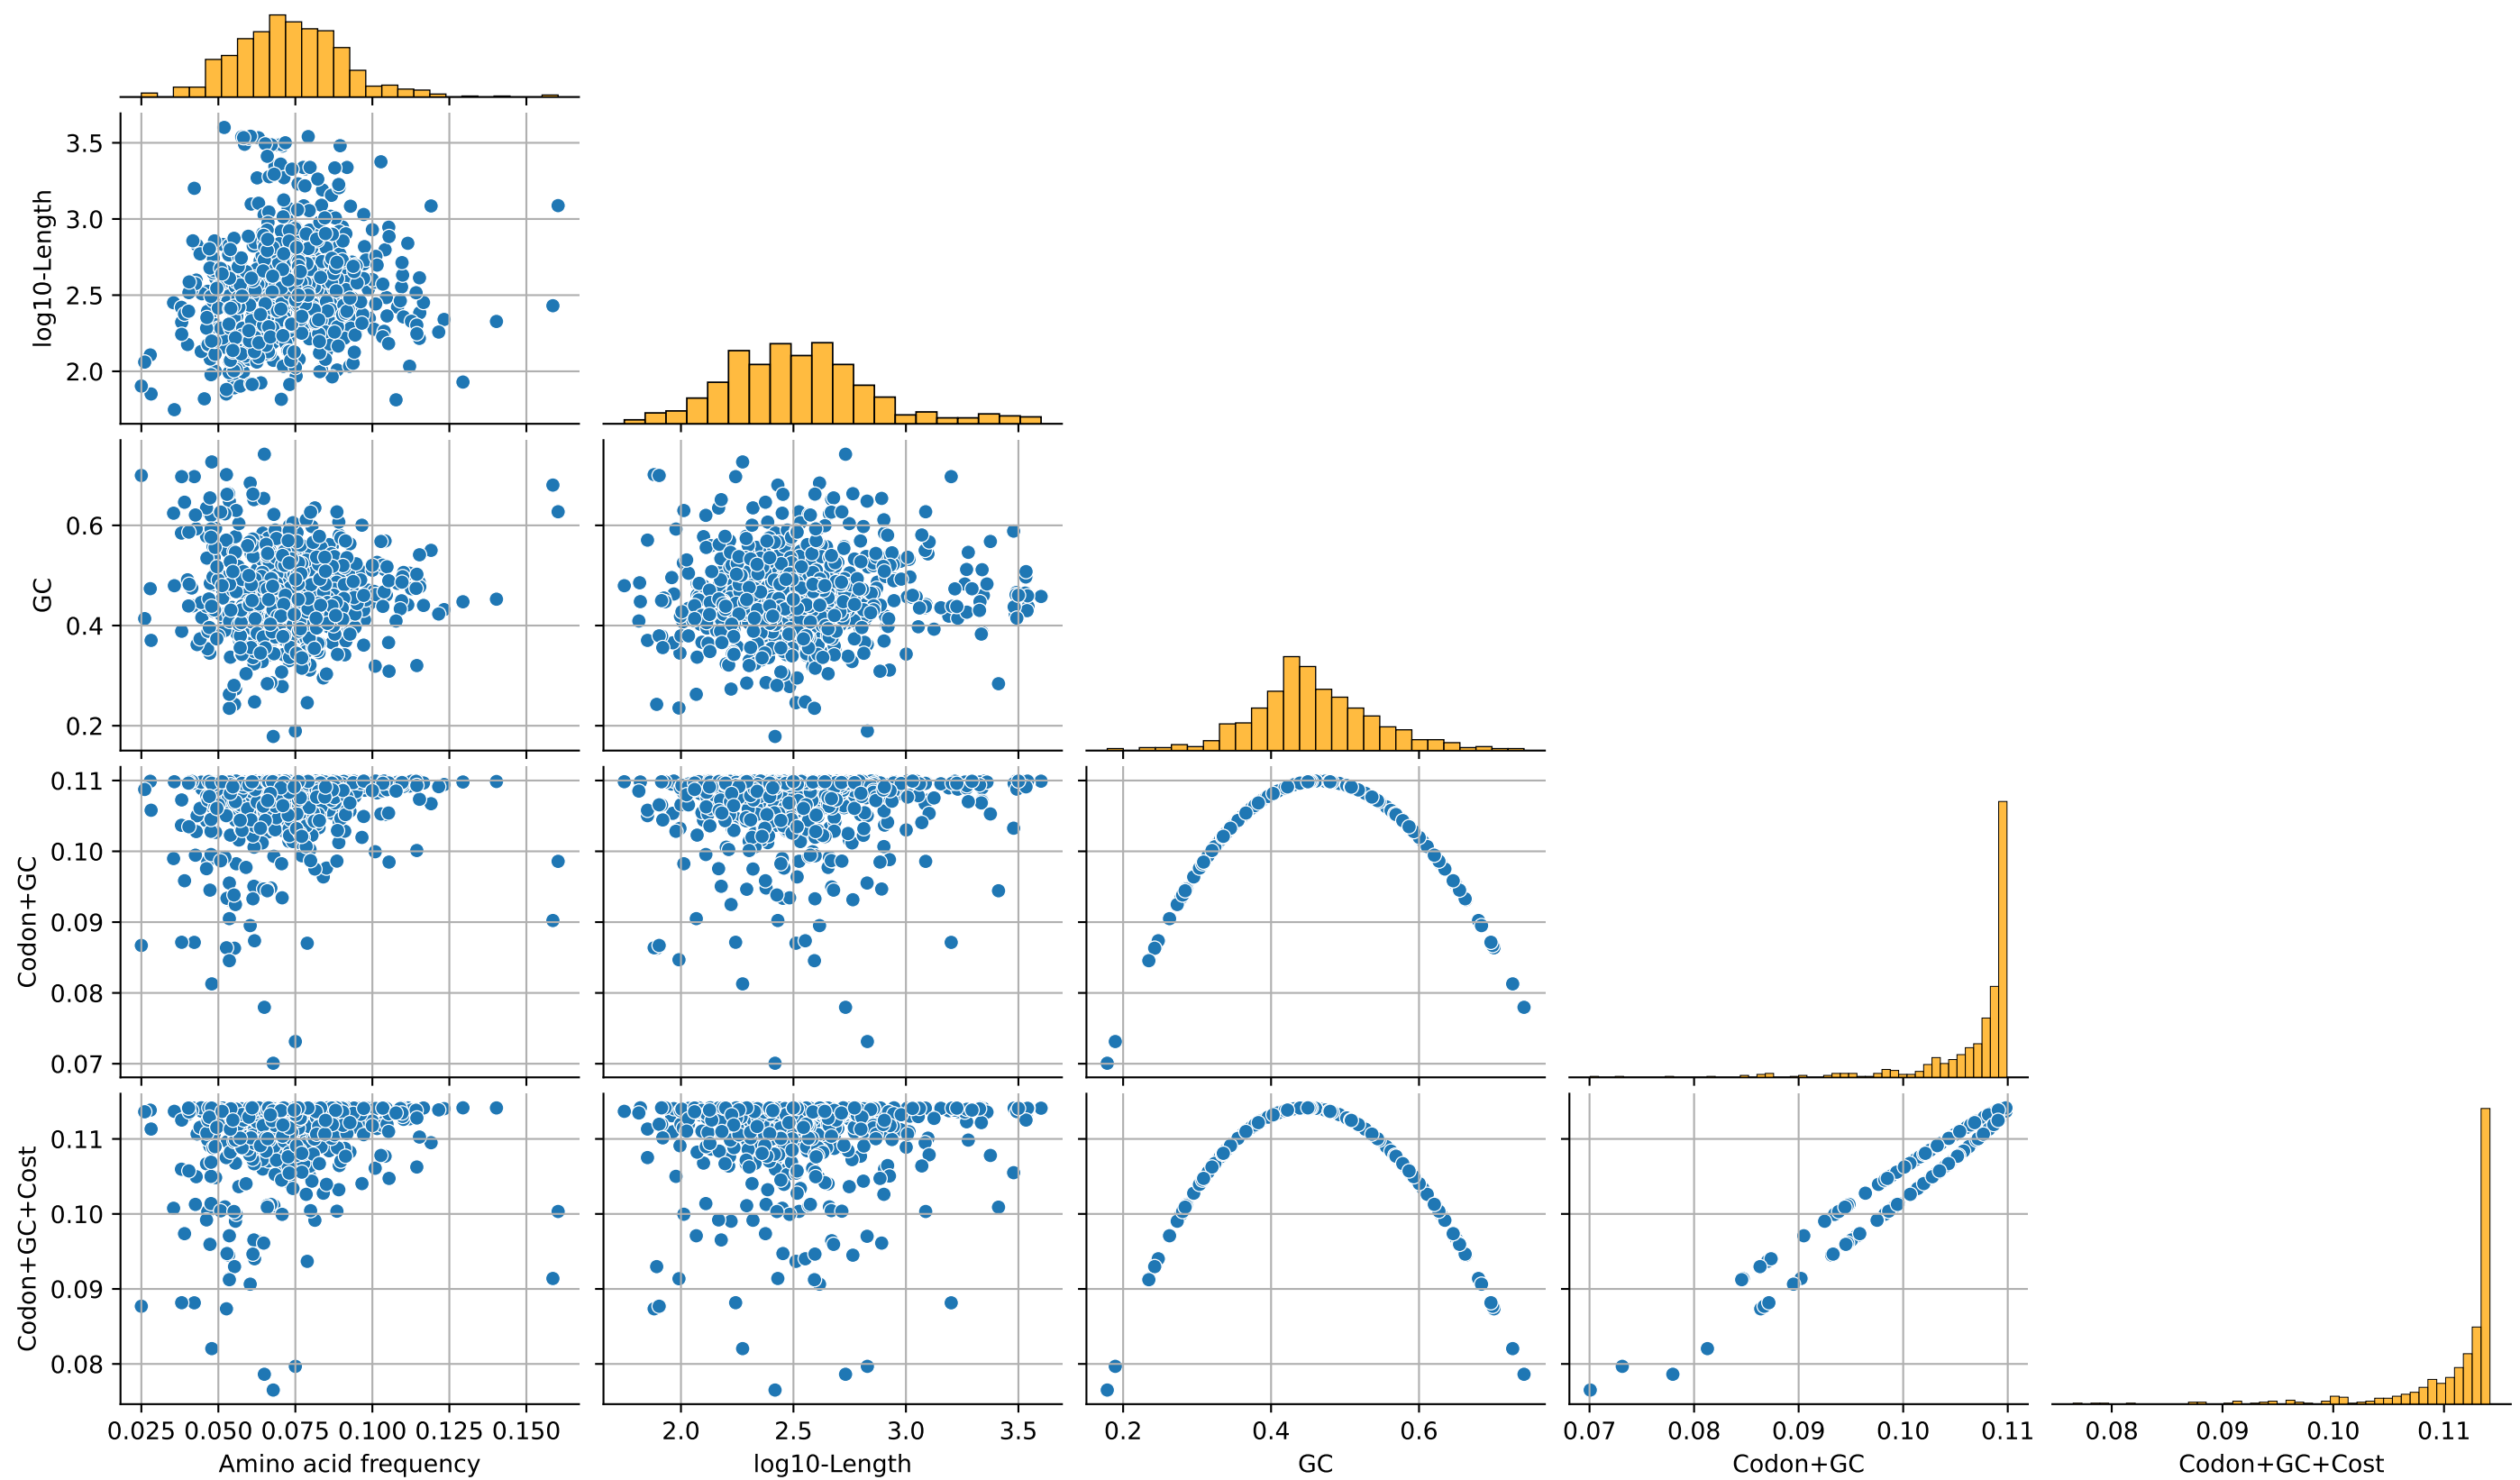 log10-Length
3.5
3.0
2.5
2.0
GC
0.6
0.4
0.2
Codon+GC
0.11
0.10
0.09
0.08
0.07
Codon+GC+Cost
0.11
0.10
0.09
0.08
0.025 0.050 0.075 0.100 0.125 0.150
Amino acid frequency
2.0 2.5 3.0 3.5
log10-Length
0.2 0.4 0.6
GC
0.07 0.08 0.09 0.10 0.11
Codon+GC
0.08 0.09 0.10 0.11
Codon+GC+Cost